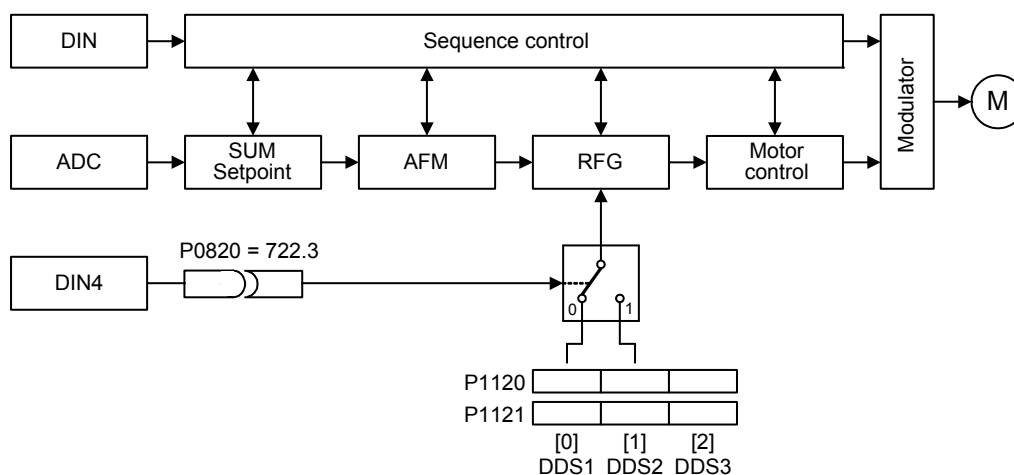 DIN
Sequence control
Modulator
M
ADC
SUM
Setpoint
AFM
RFG
Motor
control
P0820 = 722.3
DIN4
0
1
P1120
P1121
[0]
[1]
[2]
DDS1
DDS2
DDS3